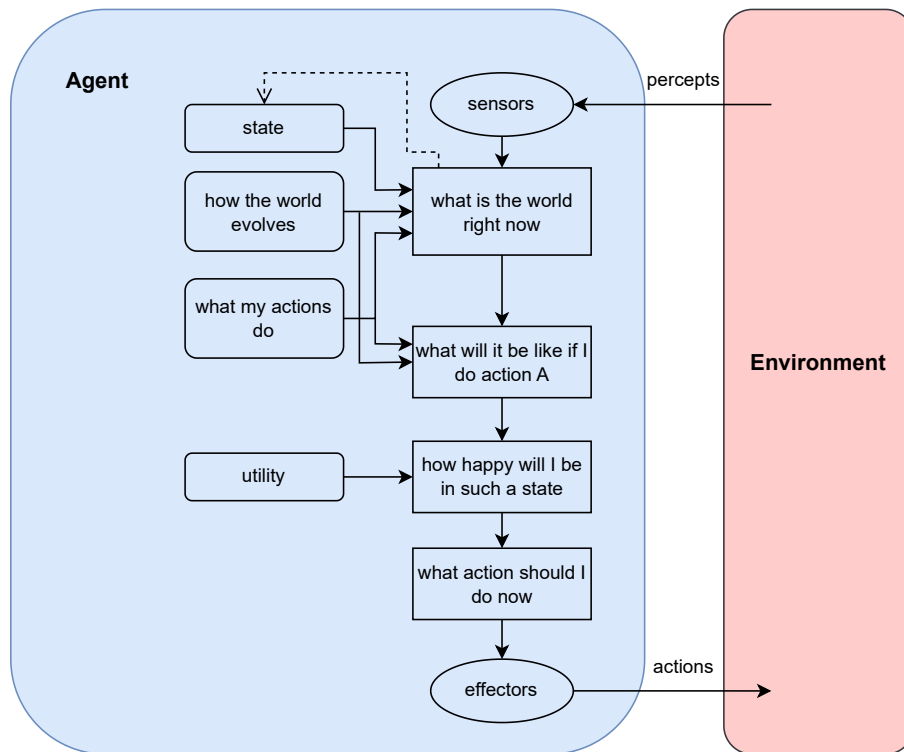 Agent
percepts
sensors
state
how the world
evolves
what is the world
right now
what my actions
do
what will it be like if I
do action A
Environment
utility
how happy will I be
in such a state
what action should I
do now
effectors
actions